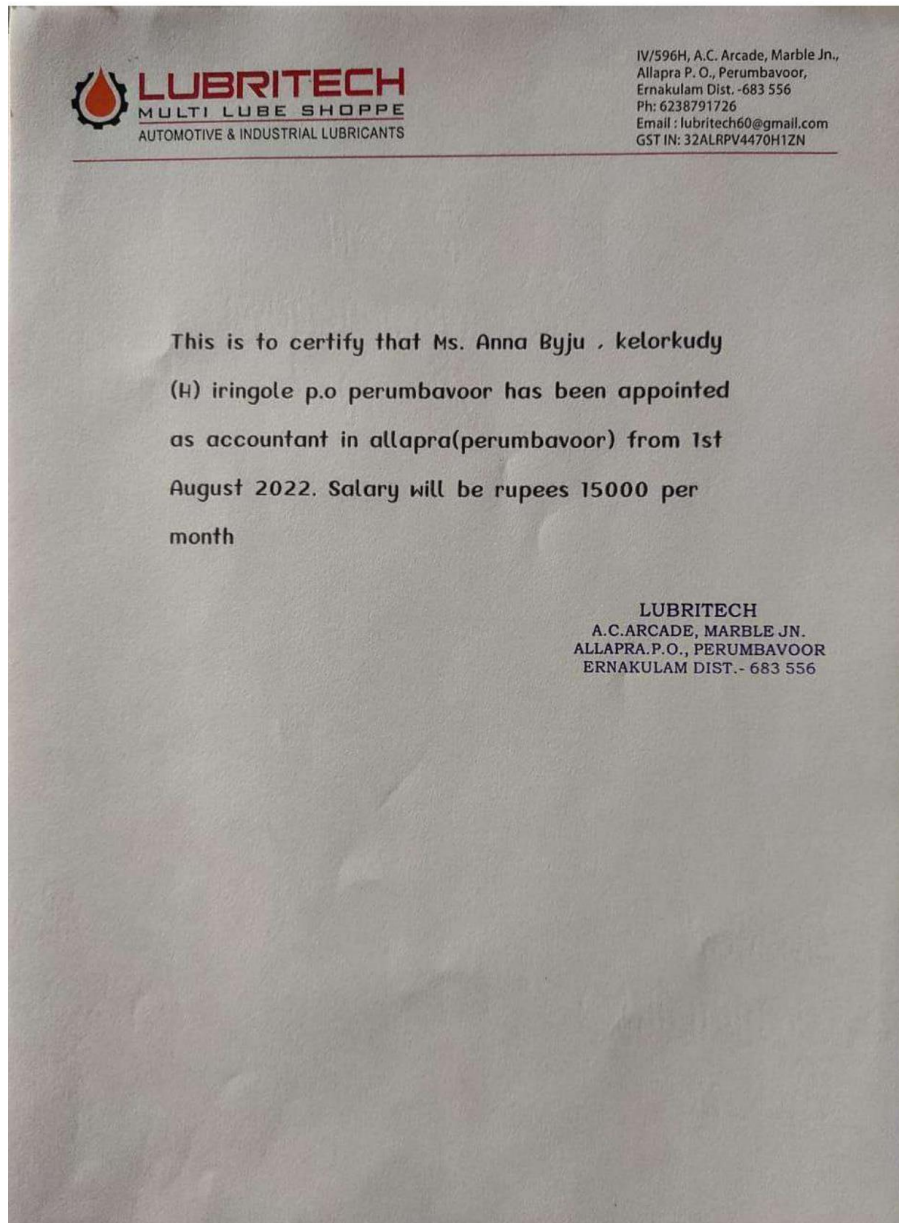 LUBRITECH
MULTI LUBE SHOPPE
AUTOMOTIVE & INDUSTRIAL LUBRICANTS
IV/596H, A.C. Arcade, Marble Jn.,
Allapra P. O., Perumbavoor,
Ernakulam Dist. -683 556
Ph: 6238791726
Email : lubritech60@gmail.com
GST IN: 32ALRPV4470H1ZN
This is to certify that Ms. Anna Byju , kelorkudy
(H) iringole p.o perumbavoor has been appointed
as accountant in allapra(perumbavoor) from 1st
August 2022. Salary will be rupees 15000 per
month
LUBRITECH
A.C.ARCADE, MARBLE JN.
ALLAPRA.P.O., PERUMBAVOOR
ERNAKULAM DIST.- 683 556